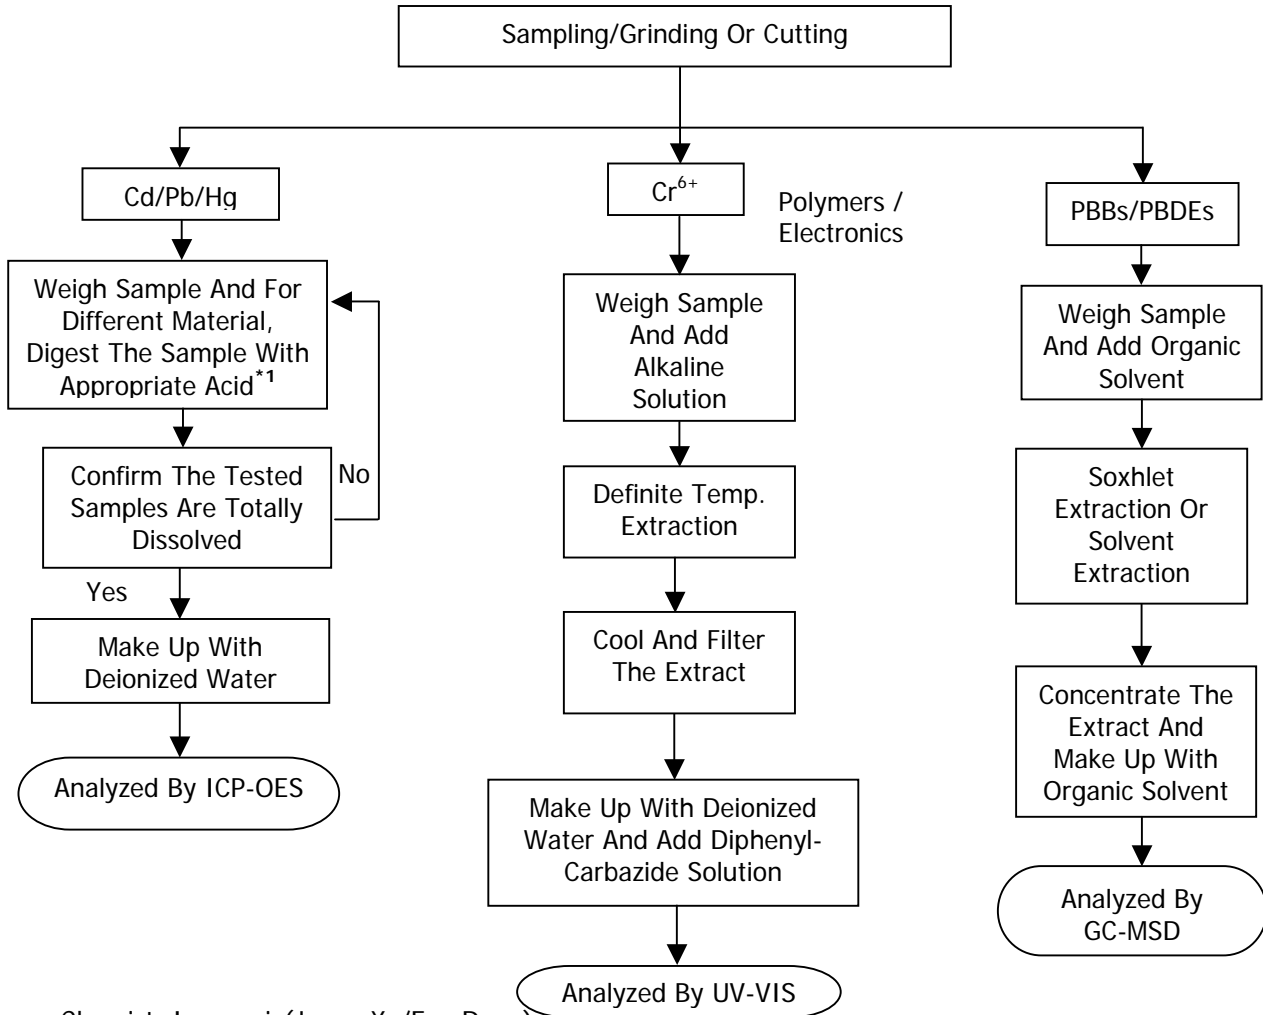 Sampling/Grinding Or Cutting
Cd/Pb/Hg
Weigh Sample And For
Different Material,
Digest The Sample With
Appropriate Acid*1
Confirm The Tested
Samples Are Totally
Dissolved
No
Yes
Make Up With
Deionized Water
Analyzed By ICP-OES
Cr6+
Polymers /
Electronics
Weigh Sample
And Add
Alkaline
Solution
Definite Temp.
Extraction
Cool And Filter
The Extract
Make Up With Deionized
Water And Add Diphenyl-
Carbazide Solution
Analyzed By UV-VIS
PBBs/PBDEs
Weigh Sample
And Add Organic
Solvent
Soxhlet
Extraction Or
Solvent
Extraction
Concentrate The
Extract And
Make Up With
Organic Solvent
Analyzed By
GC-MSD